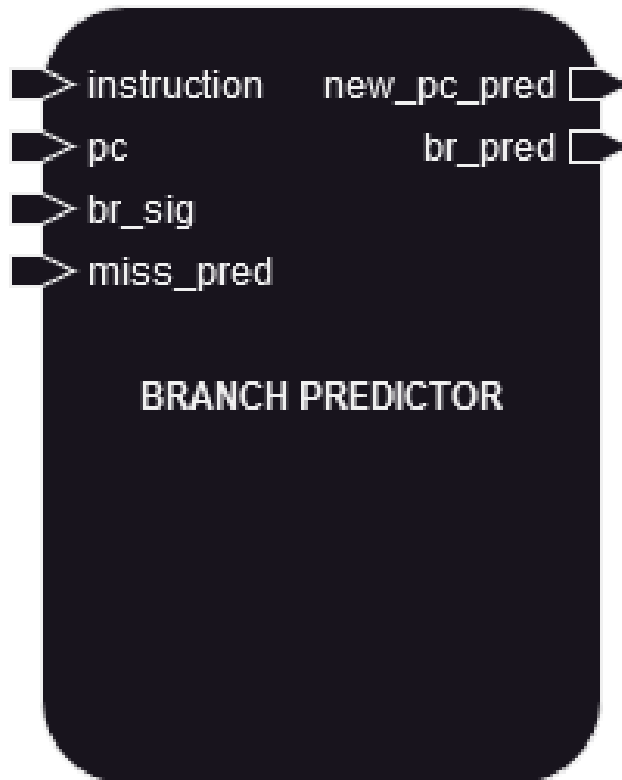 instruction new_pc_pred
pc br_pred
br_sig
miss_pred
BRANCH PREDICTOR